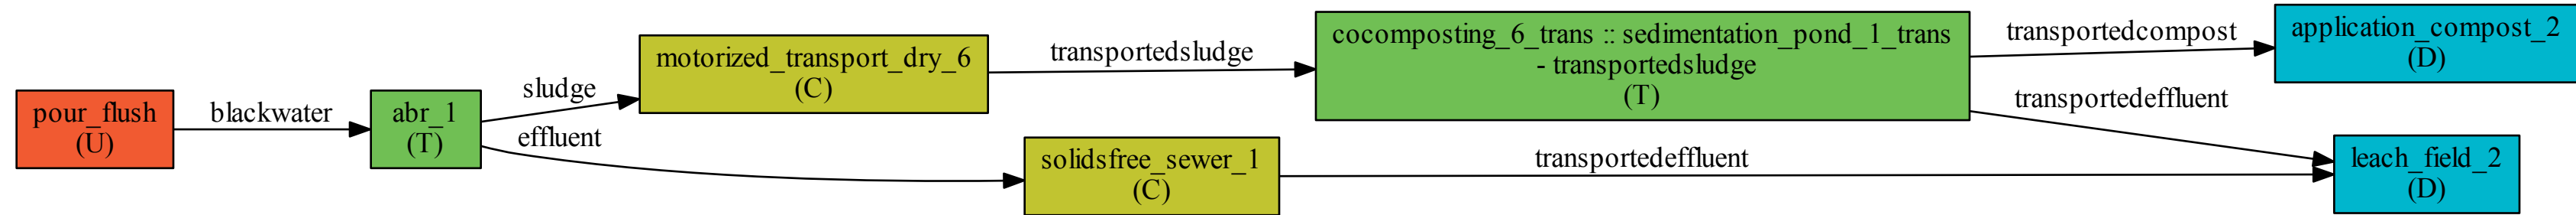 pour_flush
(U)
blackwater
abr_1
(T)
sludge
effluent
motorized_transport_dry_6
(C)
transportedsludge
solidsfree_sewer_1
(C)
cocomposting_6_trans :: sedimentation_pond_1_trans
- transportedsludge
(T)
transportedcompost
transportedeffluent
transportedeffluent
application_compost_2
(D)
leach_field_2
(D)